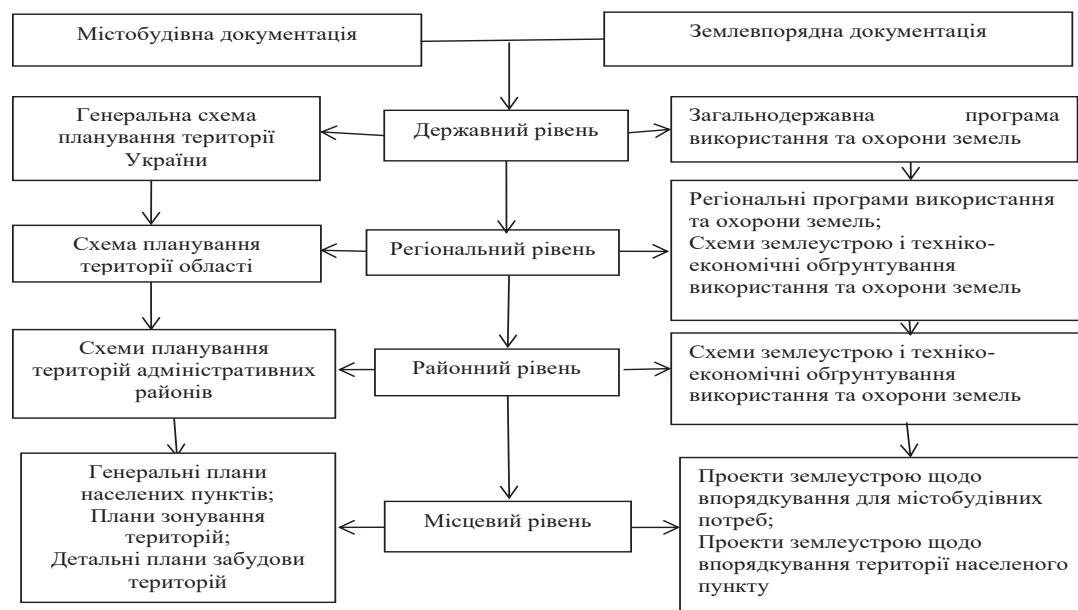 Містобудівна документація
Землевпорядна документація
Генеральна схема
планування території
України
Державний рівень
Загальнодержавна програма
використання та охорони земель
Схема планування
території області
Регіональний рівень
Регіональні програми використання
та охорони земель;
Схеми землеустрою і техніко-
економічні обґрунтування
використання та охорони земель
Схеми планування
територій адміністративних
районів
Районний рівень
Схеми землеустрою і техніко-
економічні обґрунтування
використання та охорони земель
Генеральні плани
населених пунктів;
Плани зонування
територій;
Детальні плани забудови
територій
Місцевий рівень
Проекти землеустрою щодо
впорядкування для містобудівних
потреб;
Проекти землеустрою щодо
впорядкування території населеного
пункту